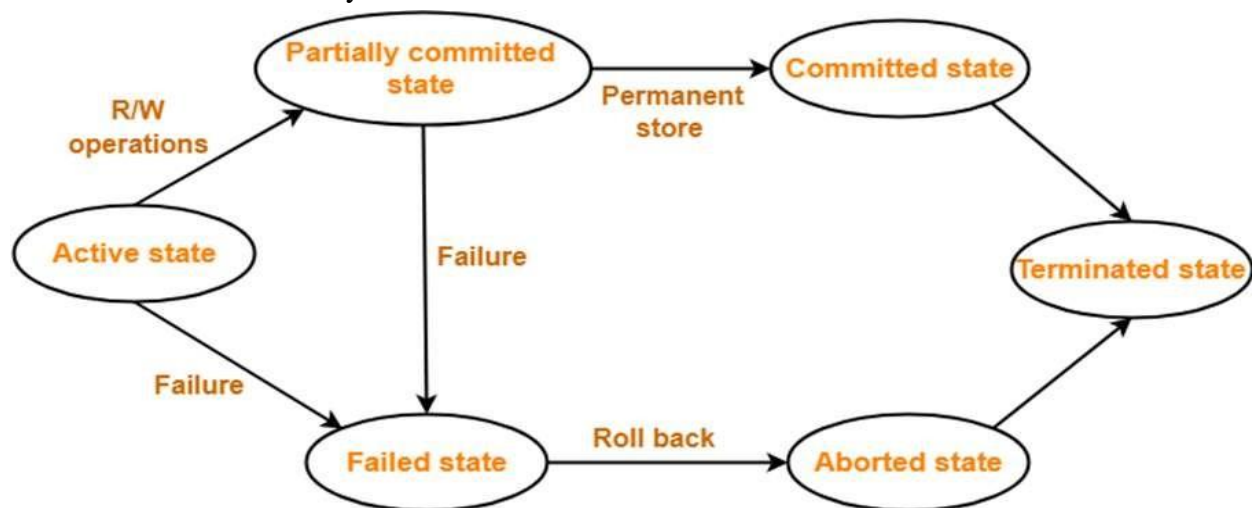 Partially committed
state
Committed state
Permanent
store
R/W
operations
Active state
Failure
Terminated state
Failure
Roll back
Failed state
Aborted state